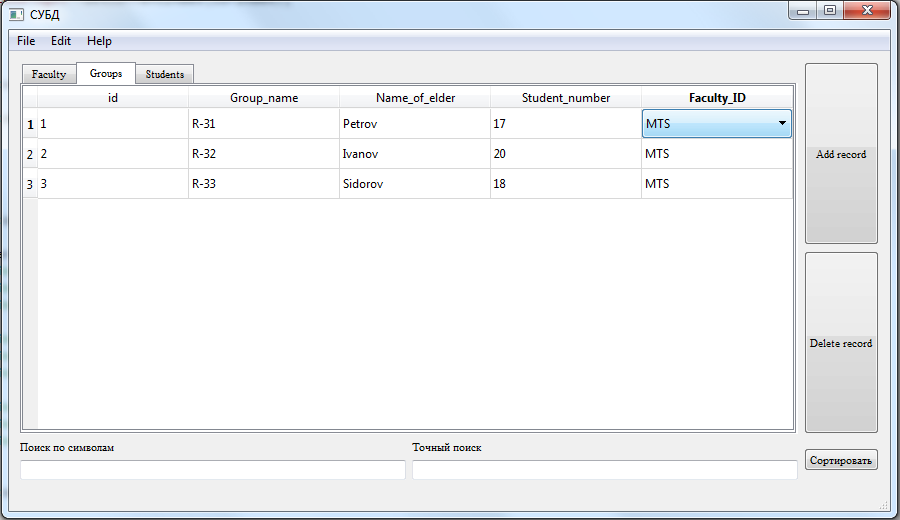 СУБД
File Edit Help
Faculty Groups Students
id Group_name Name_of_elder Student_number Faculty_ID
1 1 R-31 Petrov 17 MTS
2 2 R-32 Ivanov 20 MTS
3 3 R-33 Sidorov 18 MTS
Add record
Delete record
Поиск по символам Точный поиск
Сортировать